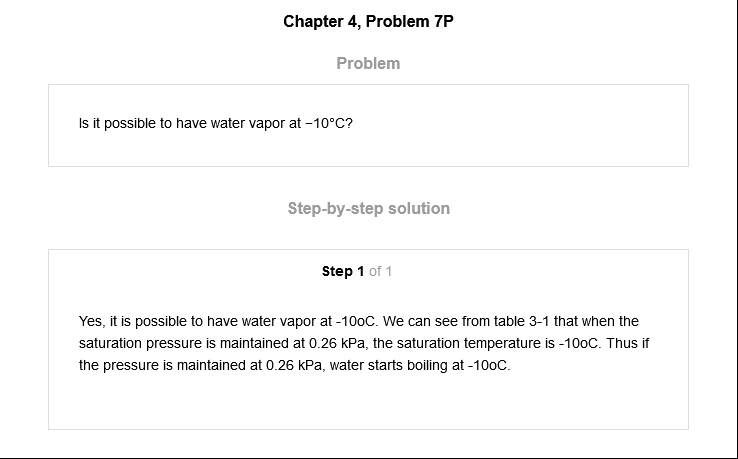 Chapter 4, Problem 7P
Problem
Is it possible to have water vapor at −10°C?
Step-by-step solution
Step 1 of 1
Yes, it is possible to have water vapor at -10oC. We can see from table 3-1 that when the
saturation pressure is maintained at 0.26 kPa, the saturation temperature is -10oC. Thus if
the pressure is maintained at 0.26 kPa, water starts boiling at -10oC.